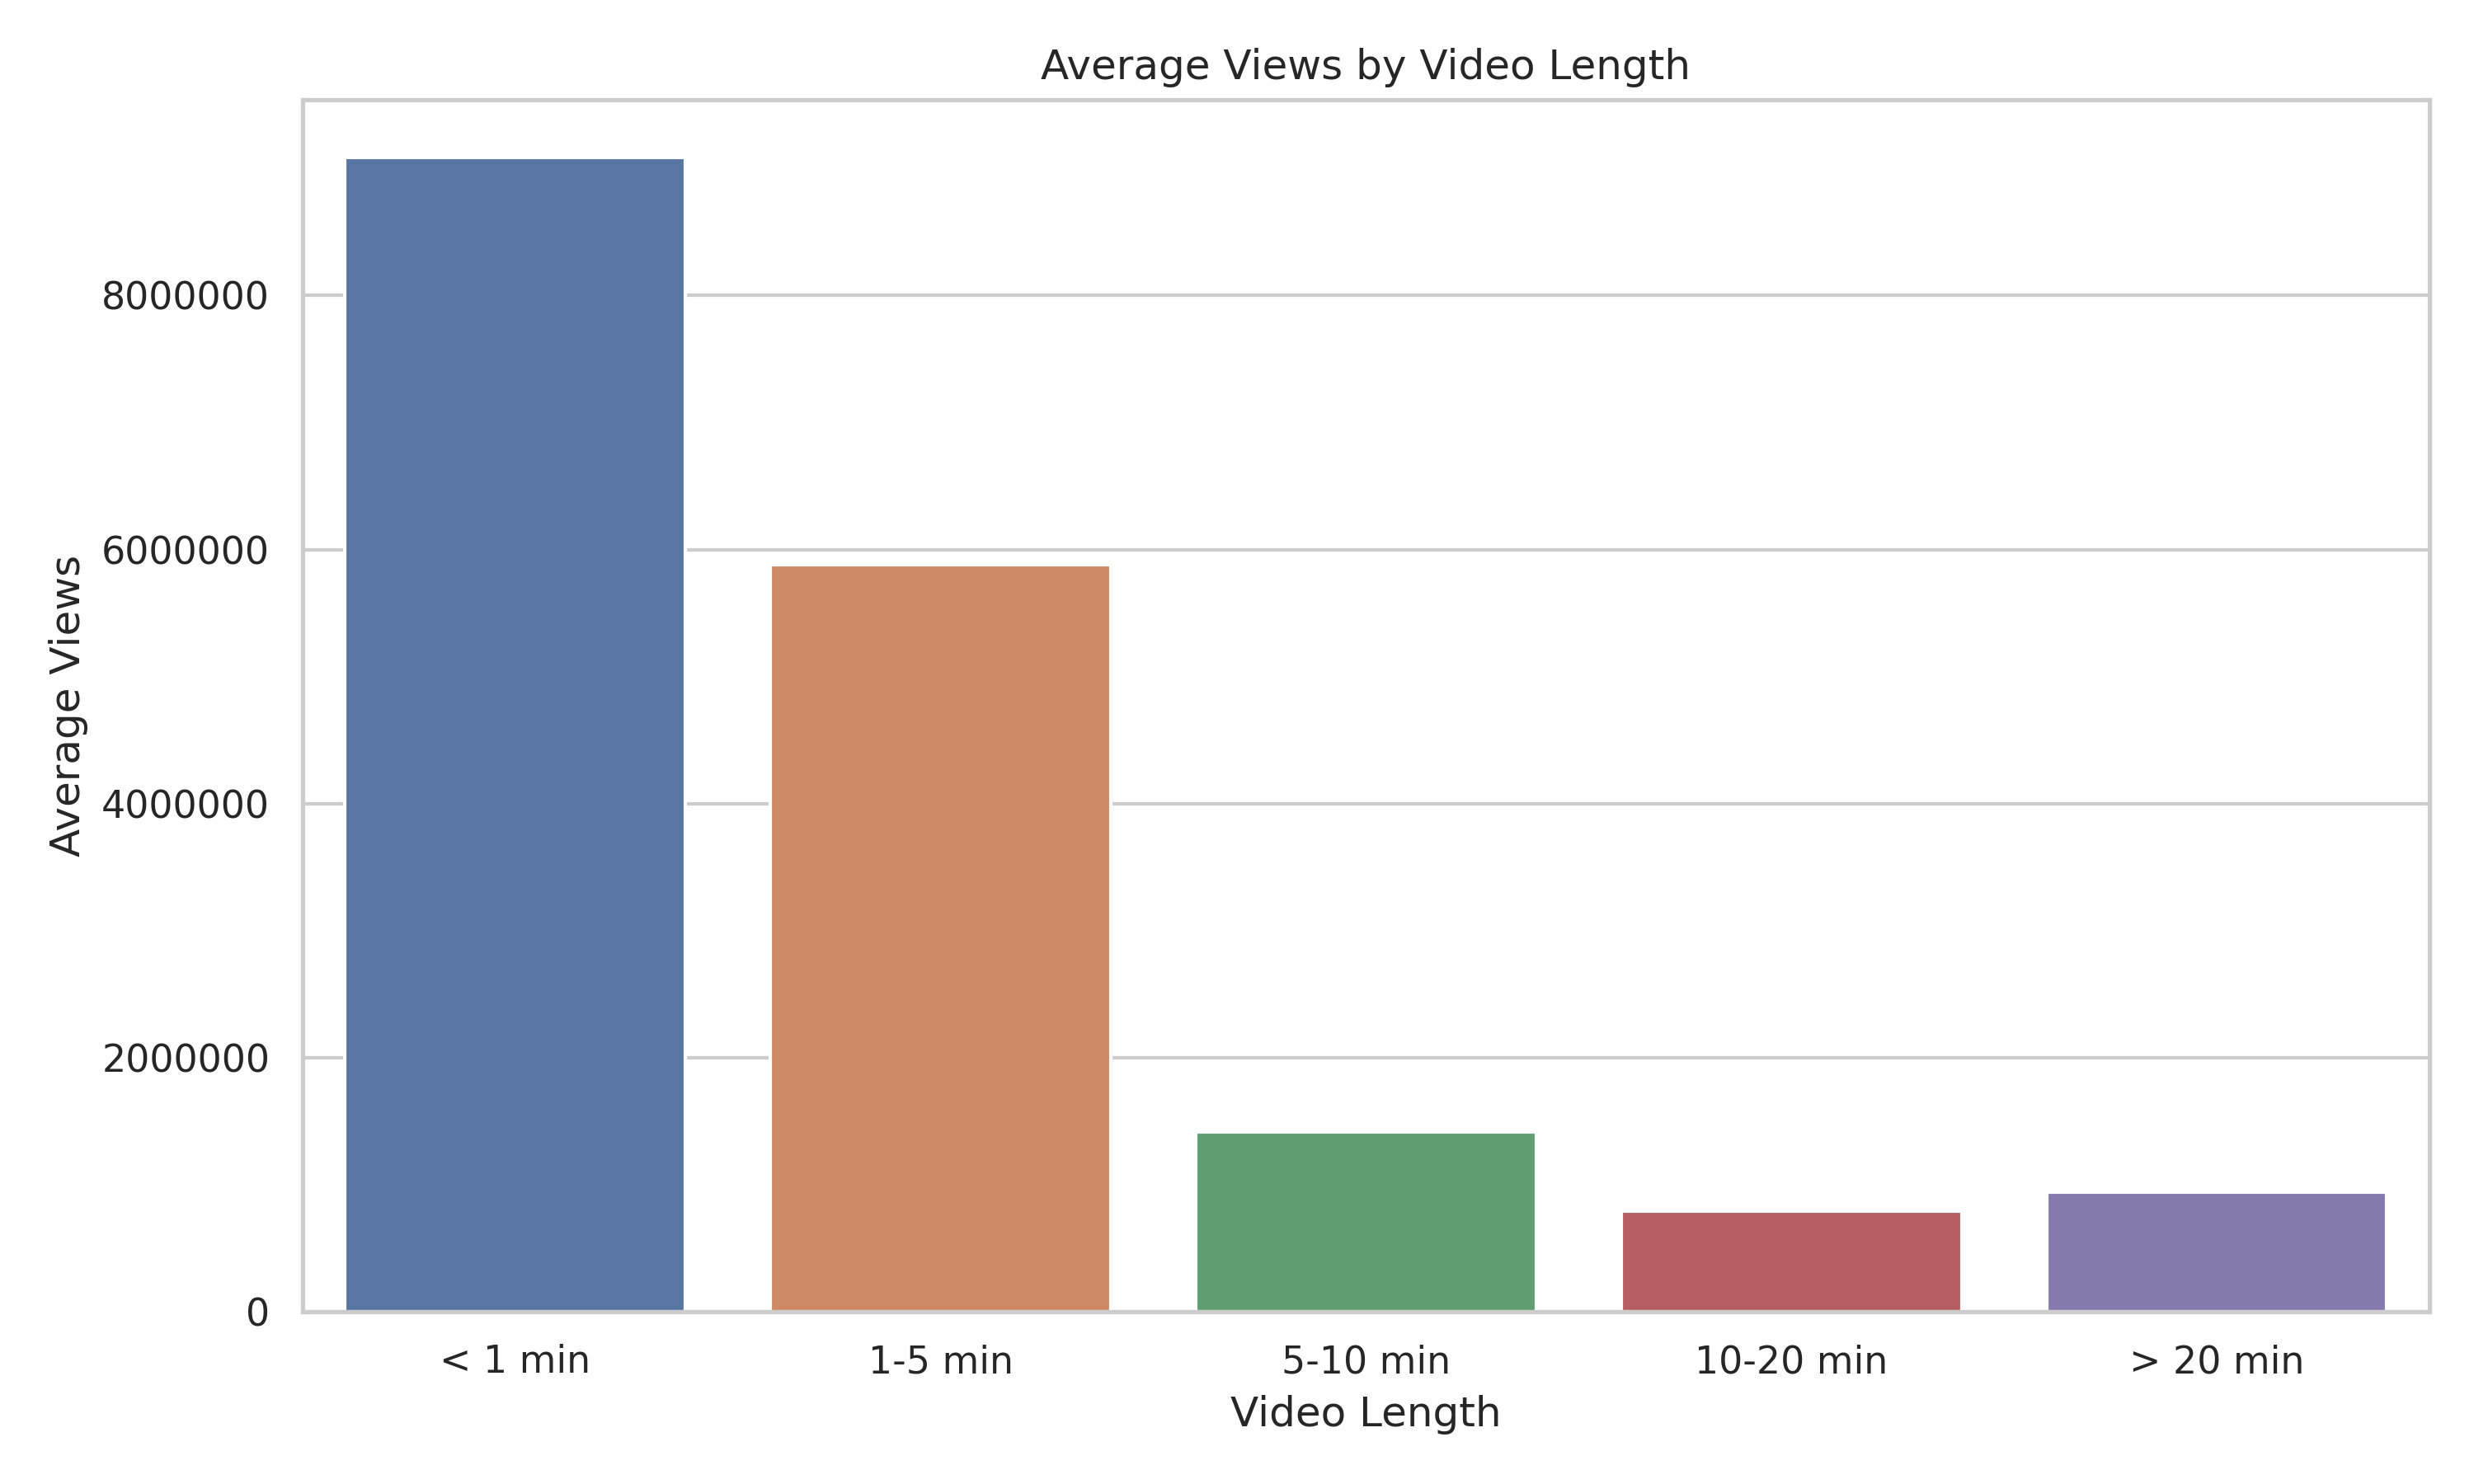 Average Views by Video Length
Average Views
8000000
6000000
4000000
2000000
0
< 1 min
1-5 min
5-10 min
10-20 min
> 20 min
Video Length